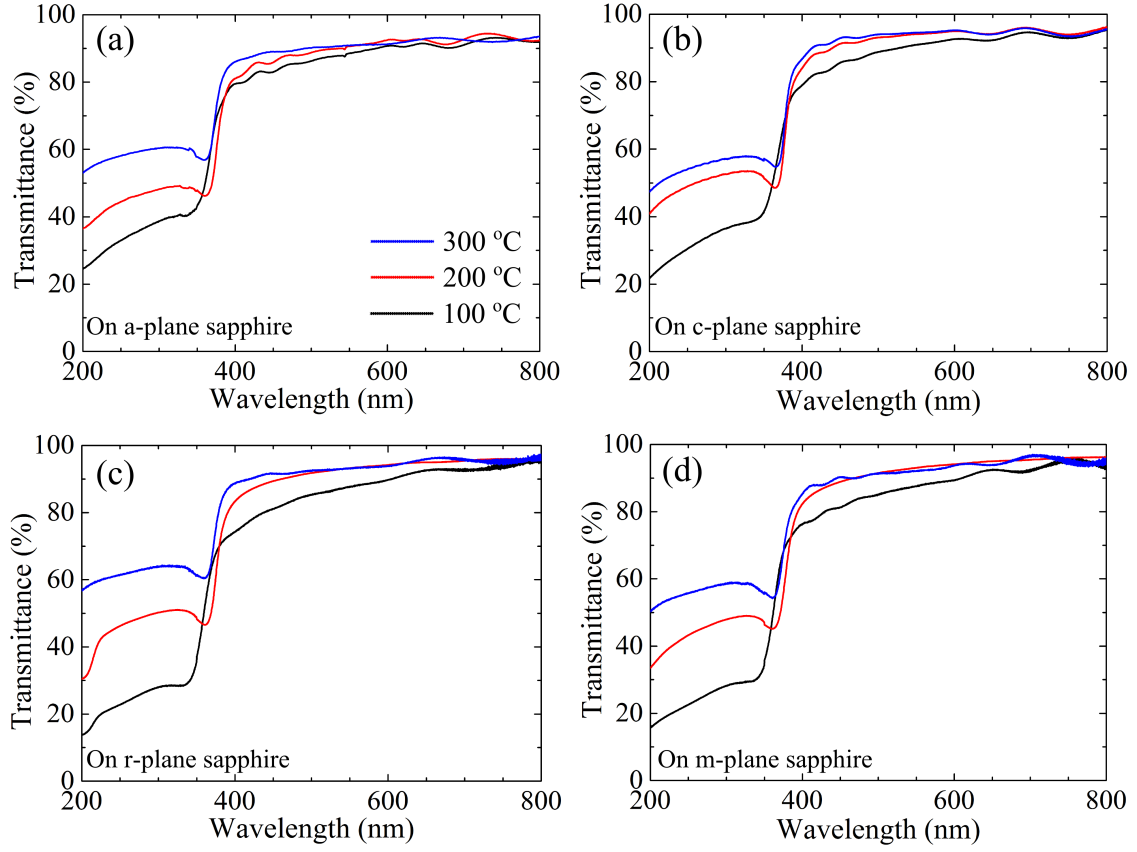 (a)
Transmittance (%)
100
80
60
40
20
0
300 ºC
200 ºC
100 ºC
On a-plane sapphire
200 400 600 800
Wavelength (nm)
(b)
Transmittance (%)
100
80
60
40
20
0
On c-plane sapphire
200 400 600 800
Wavelength (nm)
(c)
Transmittance (%)
100
80
60
40
20
0
On r-plane sapphire
200 400 600 800
Wavelength (nm)
(d)
Transmittance (%)
100
80
60
40
20
0
On m-plane sapphire
200 400 600 800
Wavelength (nm)